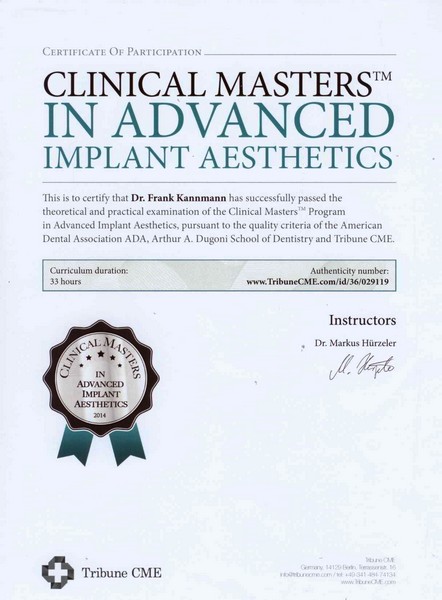 CERTIFICATE OF PARTICIPATION
CLINICAL MASTERS™
IN ADVANCED
IMPLANT AESTHETICS
This is to certify that Dr. Frank Kannmann has successfully passed the
theoretical and practical examination of the Clinical Masters™ Program
in Advanced Implant Aesthetics, pursuant to the quality criteria of the American
Dental Association ADA, Arthur A. Dugoni School of Dentistry and Tribune CME.
Curriculum duration:
33 hours
Authenticity number:
www.TribuneCME.com/id/36/029119
Instructors
Dr. Markus Hürzeler
CLINICAL MASTERS
IN
ADVANCED
IMPLANT
AESTHETICS
2014
Tribune CME
Tribune CME
Germany, 14129 Berlin,
info@tribunecme.com / tel: +49-341-484-74134
www.TribuneCME.com